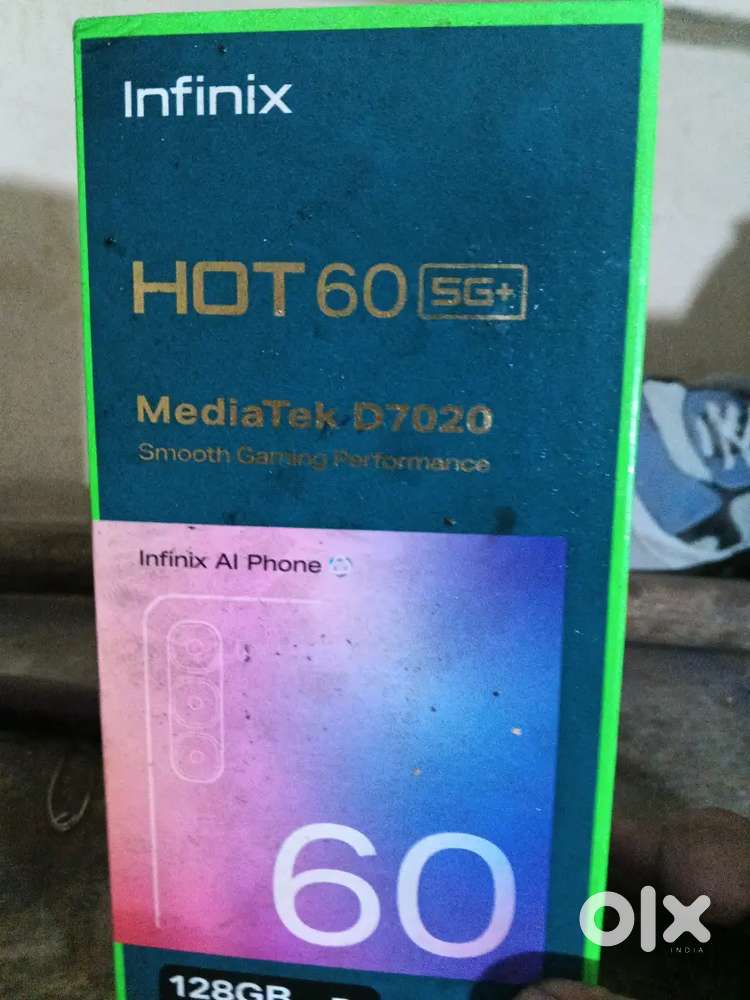 Infinix
HOT 60 5G+
MediaTek D7020
Smooth Gaming Performance
Infinix AI Phone
60
128GB
olx
INDIA